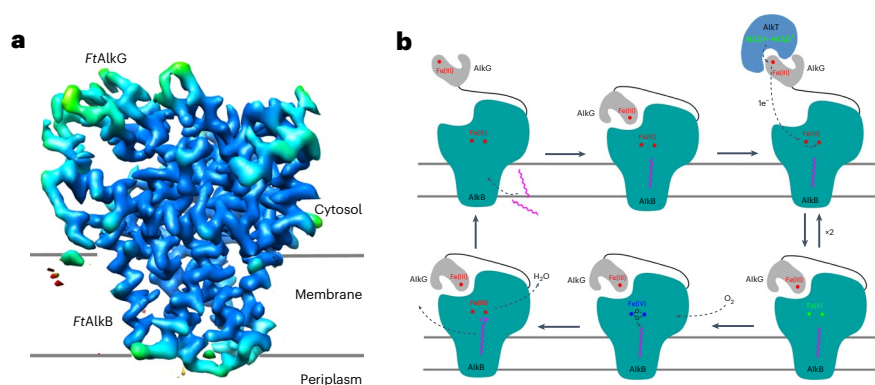 a
FtAlkG
Cytosol
Membrane
FtAlkB
Periplasm
b
Fe(III)
AlkG
Fe(III)
AlkB
AlkG
Fe(III)
Fe(III)
AlkB
AlkT
Fe(III)
AlkG
1e⁻
Fe(III)
AlkB
×2
AlkG
Fe(III)
Fe(III)
H₂O
AlkB
AlkG
Fe(III)
Fe(IV)
O
O
O₂
AlkB
AlkG
Fe(III)
Fe(II)
AlkB